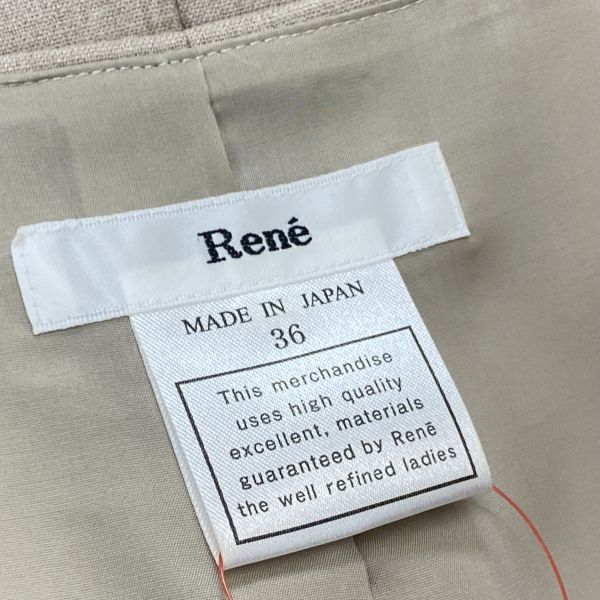 René
MADE IN JAPAN
36
This merchandise
uses high quality
excellent, materials
guaranteed by Renē
the well refined ladies